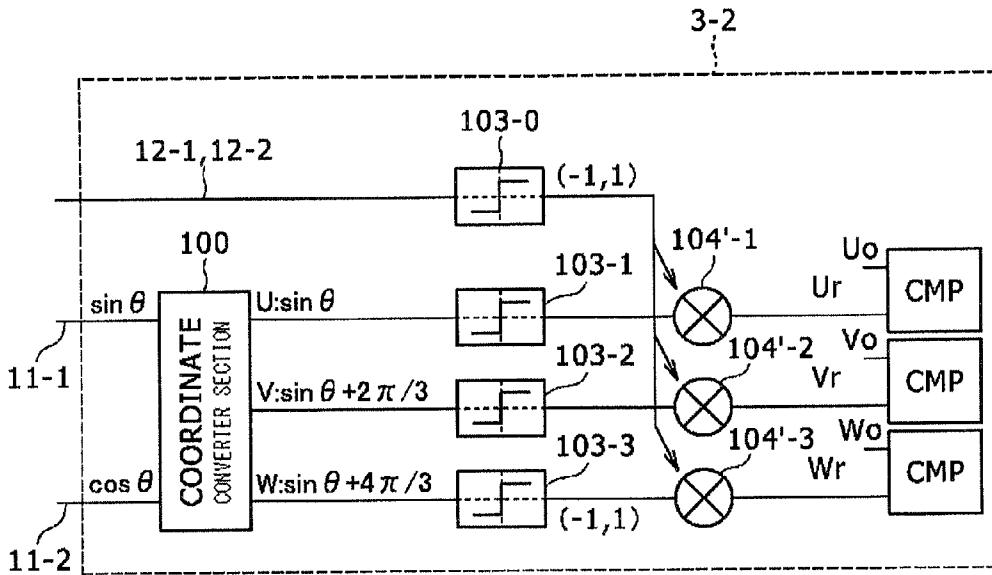 3-2
103-0
12-1, 12-2
(-1,1)
100
104'-1
Uo
sin θ
U:sin θ
103-1
Ur
CMP
11-1
COORDINATE
CONVERTER SECTION
103-2
104'-2
Vo
V:sin θ+2π/3
Vr
CMP
103-3
104'-3
Wo
cos θ
W:sin θ+4π/3
Wr
CMP
(-1,1)
11-2